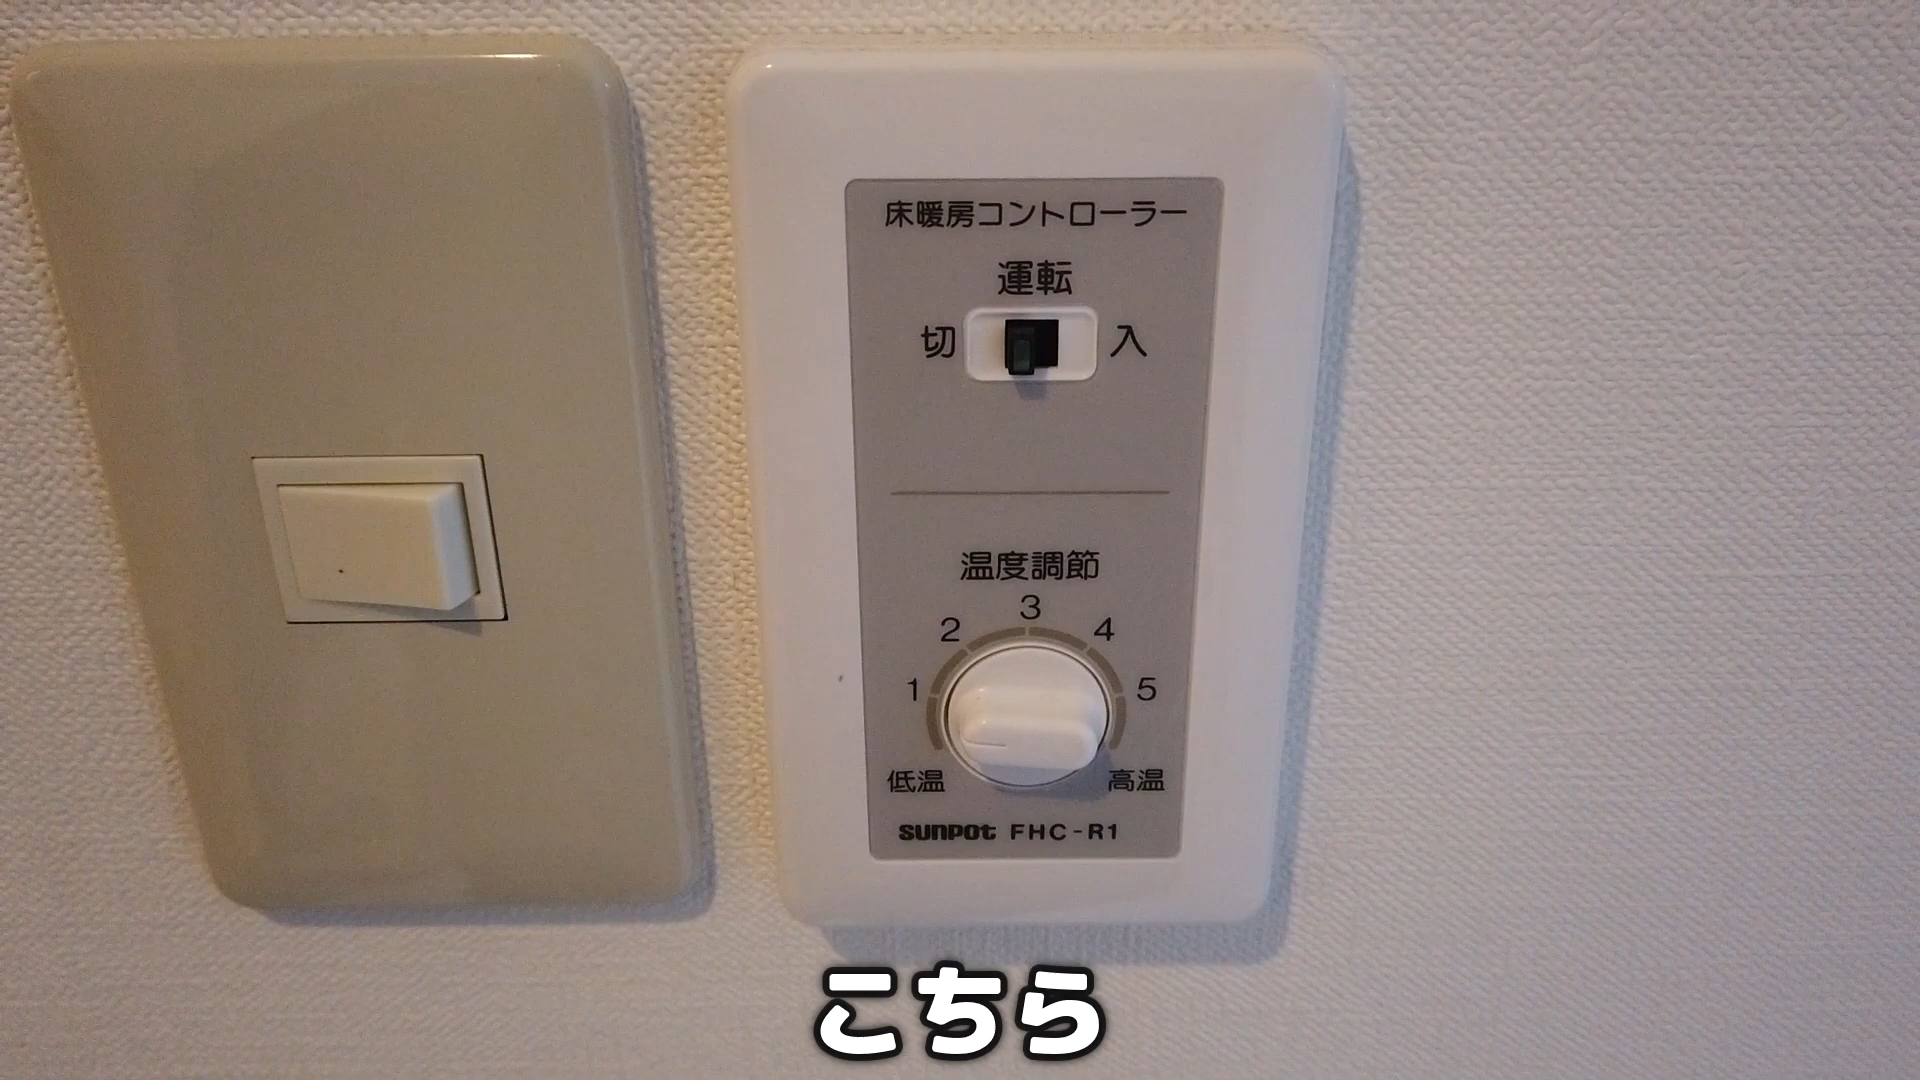 床暖房コントローラー
運転
切 入
温度調節
1 2 3 4 5
低温 高温
sunpot FHC-R1
こちら